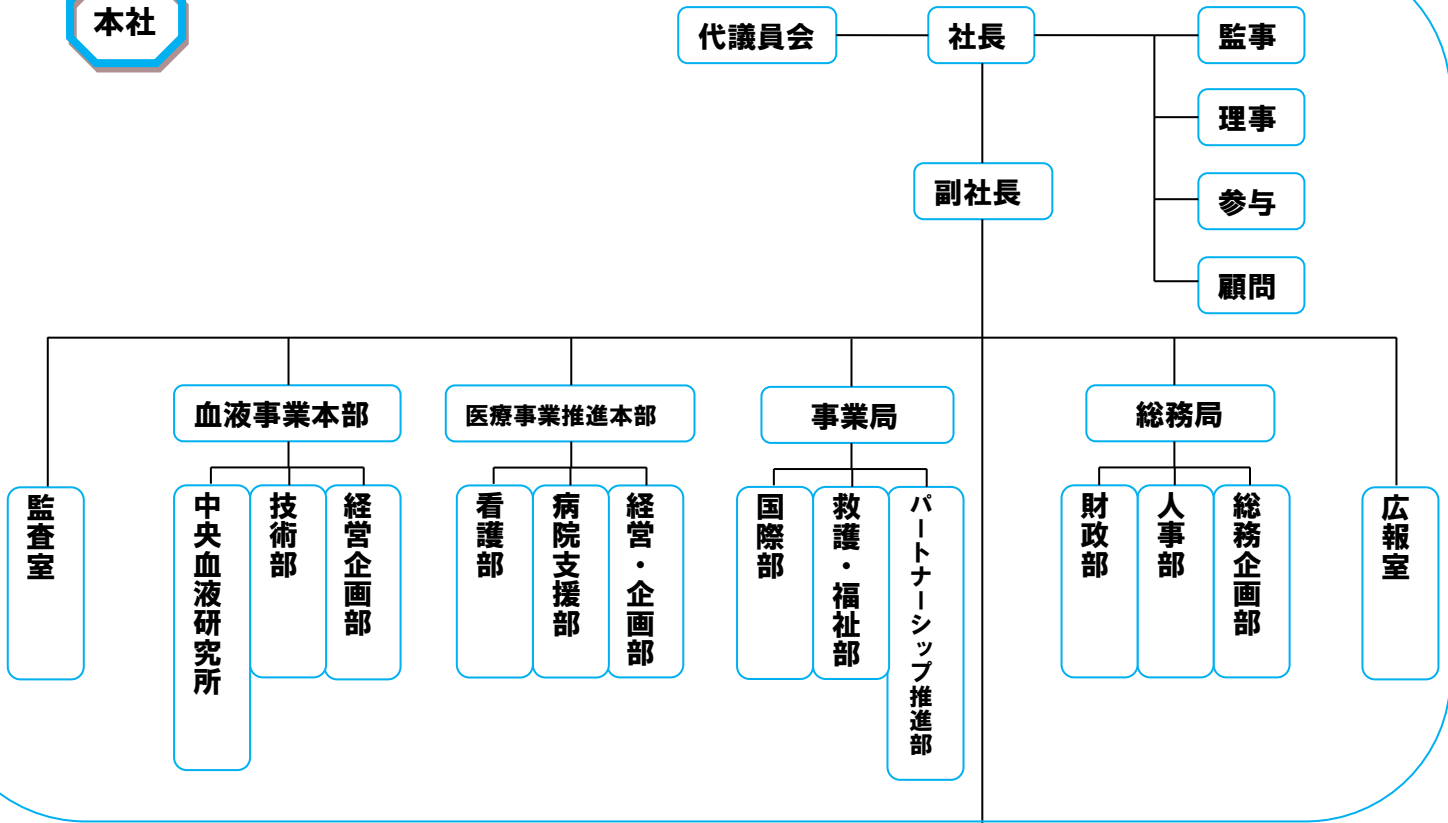 本社
代議員会
社長
監事
理事
副社長
参与
顧問
血液事業本部
医療事業推進本部
事業局
総務局
監査室
中央血液研究所
技術部
経営企画部
看護部
病院支援部
経営・企画部
国際部
救護・福祉部
パートナーシップ推進部
財政部
人事部
総務企画部
広報室